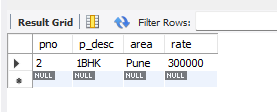 Result Grid Filter Rows:
pno p_desc area rate
2 1BHK Pune 300000
NULL NULL NULL NULL